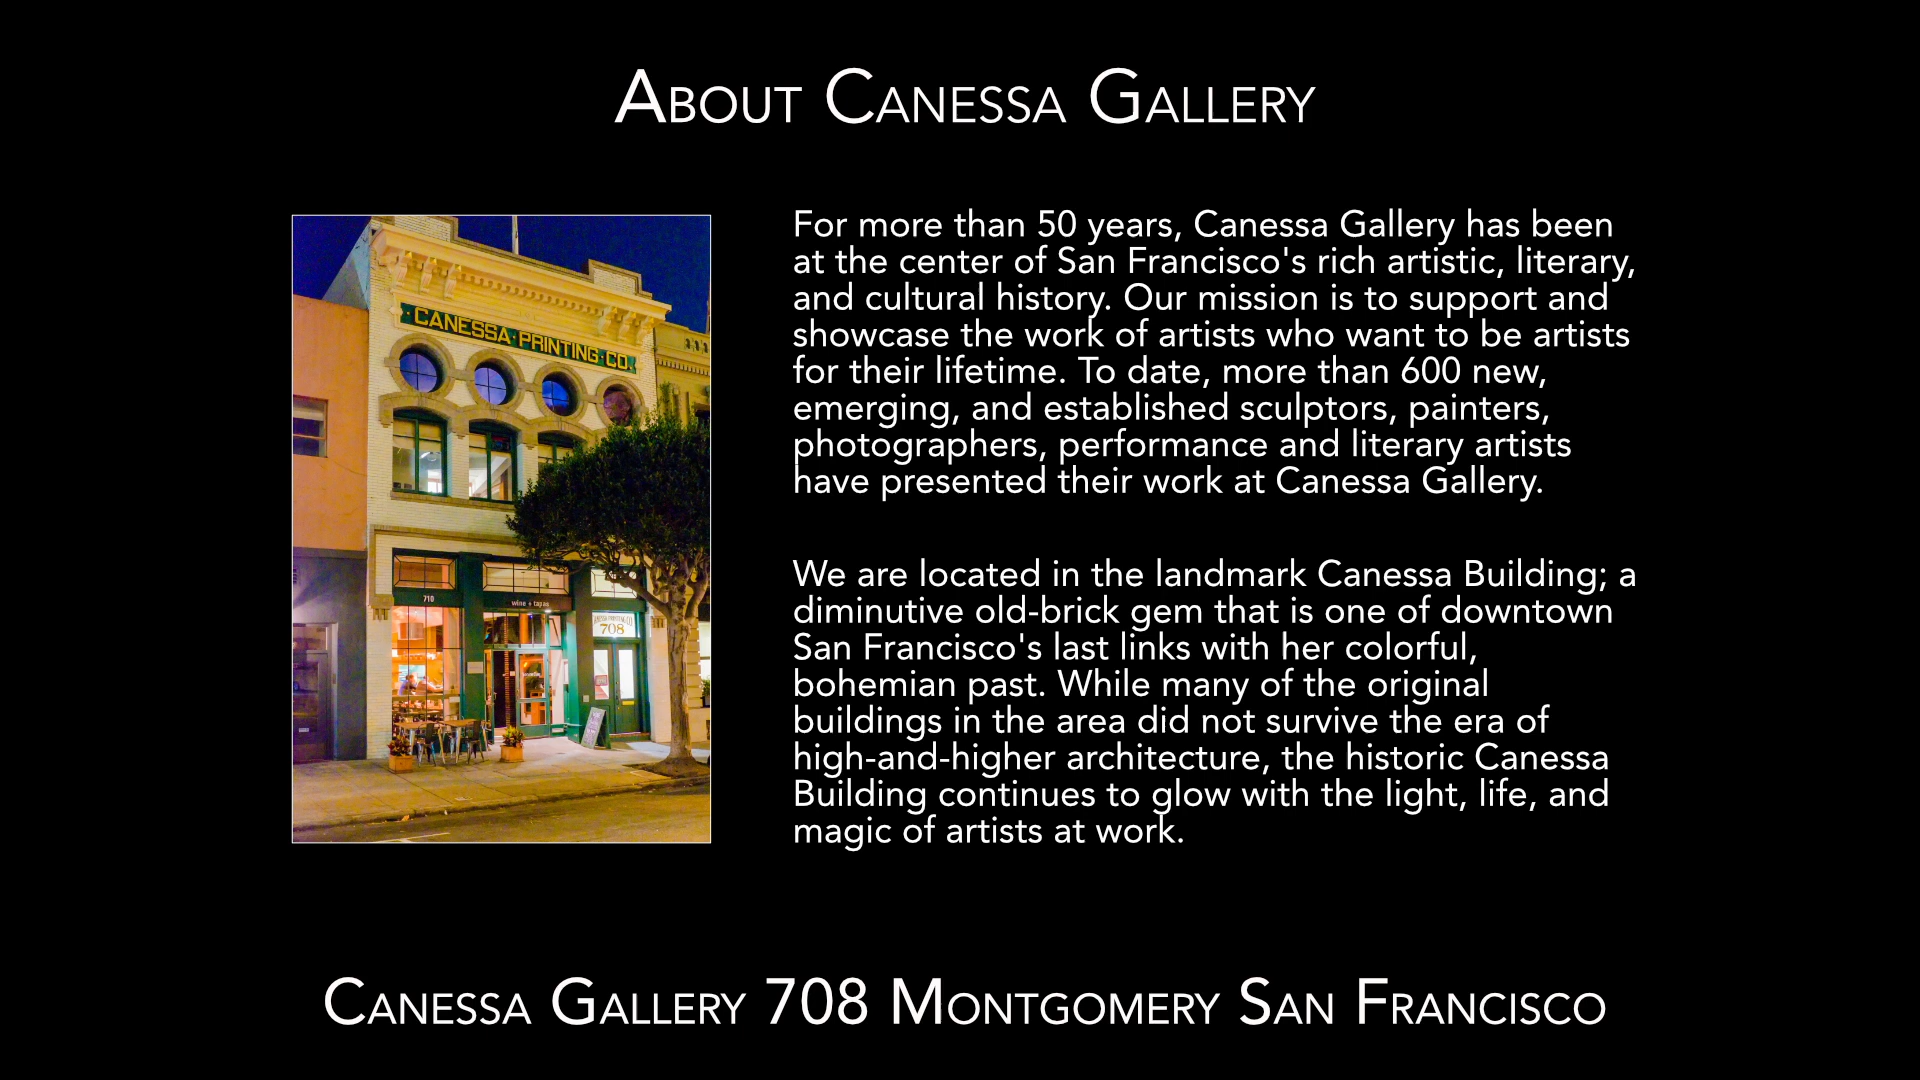 About Canessa Gallery
CANESSA·PRINTING·CO.
710
wine + tapas
708
For more than 50 years, Canessa Gallery has been
at the center of San Francisco's rich artistic, literary,
and cultural history. Our mission is to support and
showcase the work of artists who want to be artists
for their lifetime. To date, more than 600 new,
emerging, and established sculptors, painters,
photographers, performance and literary artists
have presented their work at Canessa Gallery.
We are located in the landmark Canessa Building; a
diminutive old-brick gem that is one of downtown
San Francisco's last links with her colorful,
bohemian past. While many of the original
buildings in the area did not survive the era of
high-and-higher architecture, the historic Canessa
Building continues to glow with the light, life, and
magic of artists at work.
Canessa Gallery 708 Montgomery San Francisco